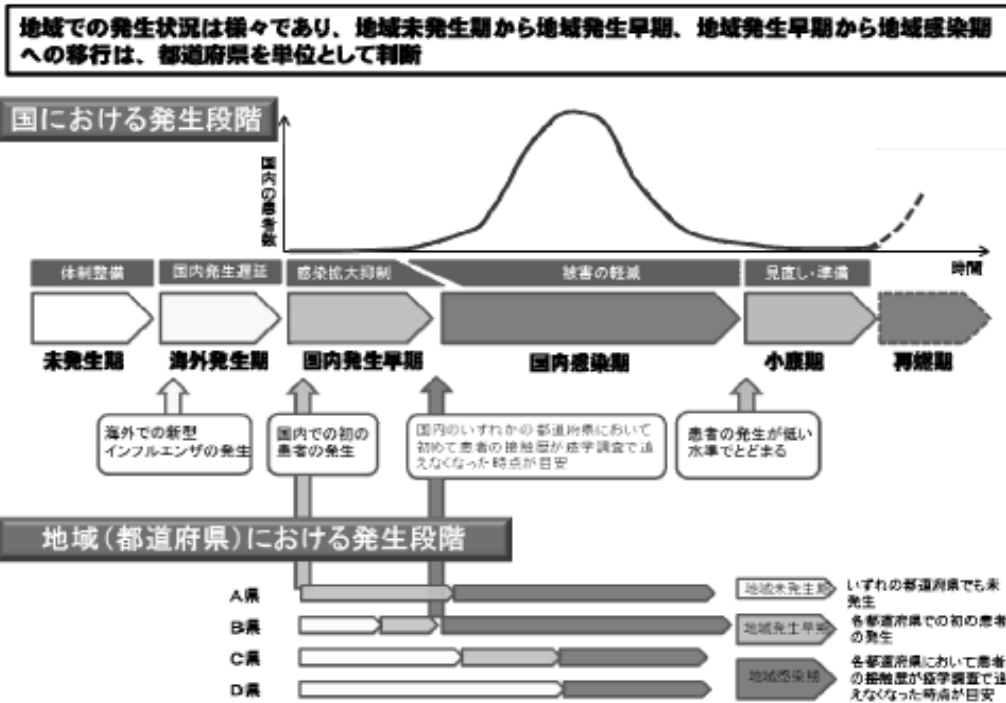 地域での発生状況は様々であり、地域未発生期から地域発生早期、地域発生早期から地域感染期
への移行は、都道府県を単位として判断
国における発生段階
国内の患者数
時間
体制整備
国内発生遅延
感染拡大抑制
被害の軽減
見直し・準備
未発生期
海外発生期
国内発生早期
国内感染期
小康期
再燃期
海外での新型
インフルエンザの発生
国内での初の
患者の発生
国内のいずれかの都道府県において
初めて患者の接触歴が疫学調査で追
えなくなった時点が目安
患者の発生が低い
水準でとどまる
地域（都道府県）における発生段階
A県
B県
C県
D県
地域未発生期
いずれの都道府県でも未
発生
地域発生早期
各都道府県での初の患者
の発生
地域感染期
各都道府県において患者
の接触歴が疫学調査で追
えなくなった時点が目安